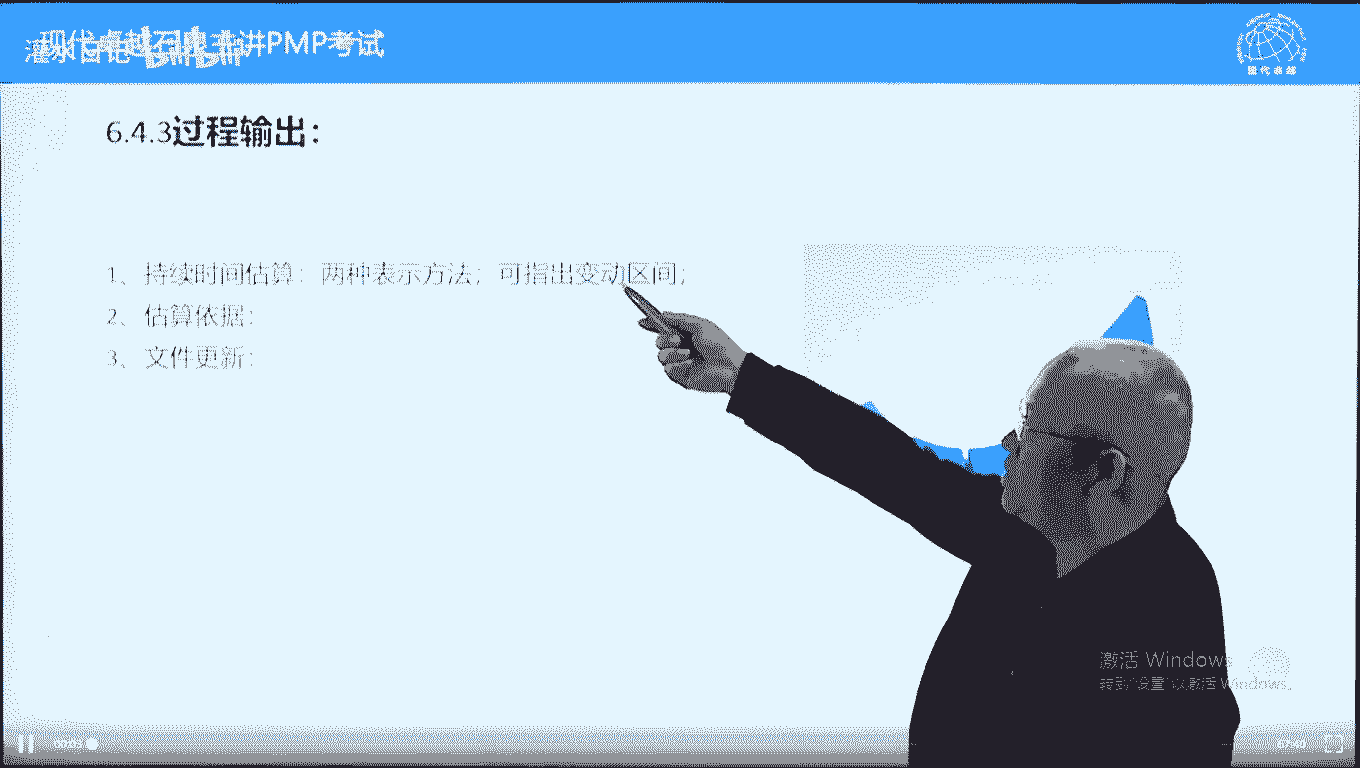 现代卓越石泉主讲PMP考试
bilibili
现代卓越
6.4.3过程输出：
1、持续时间估算：两种表示方法；可指出变动区间；
2、估算依据：
3、文件更新：
激活 Windows
转到"设置"以激活 Windows。
00:03
67:40